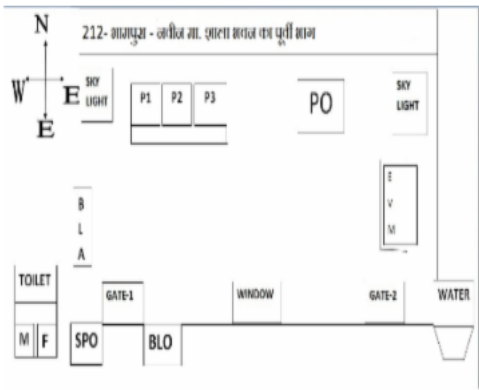 N
212- भागपुरा - नवीन मा. शाला भवन का पूर्वी भाग
W E
E
SKY
LIGHT
P1 P2 P3
PO
SKY
LIGHT
E
V
M
B
L
A
TOILET
GATE-1
WINDOW
GATE-2
WATER
M F
SPO
BLO